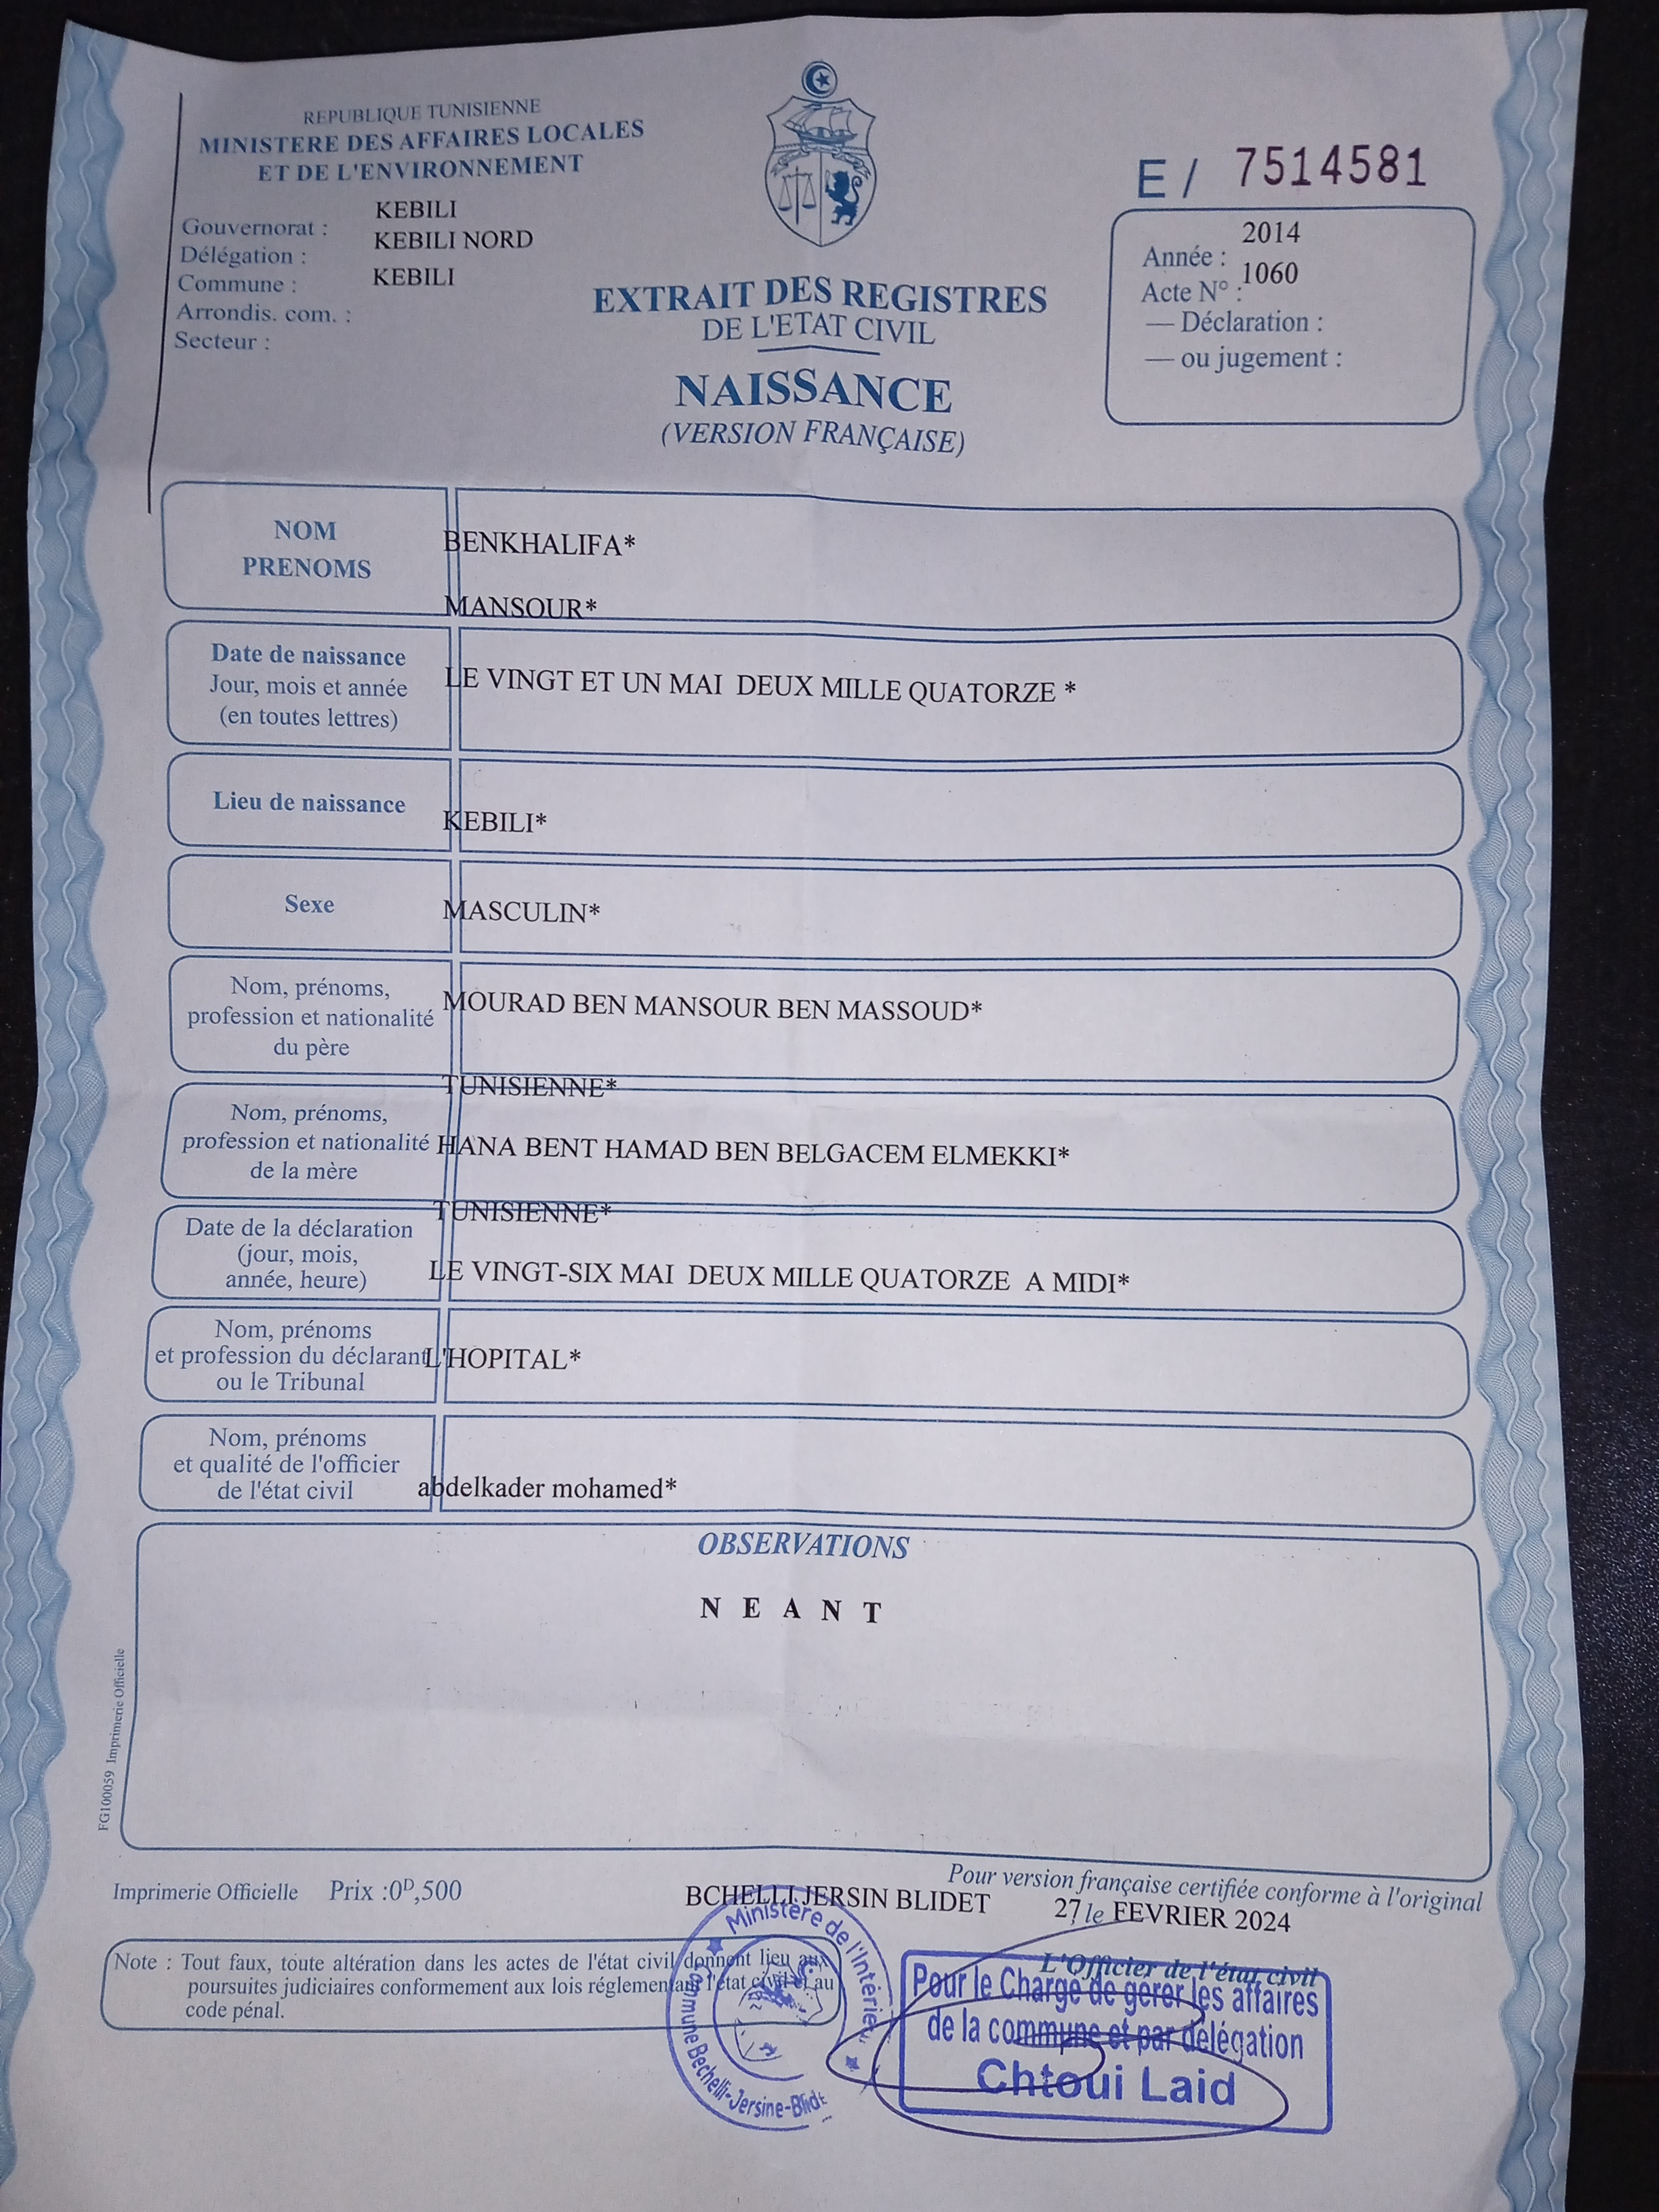 REPUBLIQUE TUNISIENNE
MINISTERE DES AFFAIRES LOCALES
ET DE L'ENVIRONNEMENT
Gouvernorat : KEBILI
Délégation : KEBILI NORD
Commune : KEBILI
Arrondis. com. :
Secteur :
E / 7514581
Année : 2014
Acte N° : 1060
— Déclaration :
— ou jugement :
EXTRAIT DES REGISTRES
DE L'ETAT CIVIL
NAISSANCE
(VERSION FRANÇAISE)
NOM
PRENOMS
BENKHALIFA*
MANSOUR*
Date de naissance
Jour, mois et année
(en toutes lettres)
LE VINGT ET UN MAI DEUX MILLE QUATORZE *
Lieu de naissance
KEBILI*
Sexe
MASCULIN*
Nom, prénoms,
profession et nationalité
du père
MOURAD BEN MANSOUR BEN MASSOUD*
TUNISIENNE*
Nom, prénoms,
profession et nationalité
de la mère
HANA BENT HAMAD BEN BELGACEM ELMEKKI*
TUNISIENNE*
Date de la déclaration
(jour, mois,
année, heure)
LE VINGT-SIX MAI DEUX MILLE QUATORZE A MIDI*
Nom, prénoms
et profession du déclarant
ou le Tribunal
L'HOPITAL*
Nom, prénoms
et qualité de l'officier
de l'état civil
abdelkader mohamed*
OBSERVATIONS
N E A N T
FG100059 Imprimerie Officielle
Imprimerie Officielle Prix :0D,500
Pour version française certifiée conforme à l'original
BCHELLI JERSIN BLIDET 27 le FEVRIER 2024
L'Officier de l'état civil
Note : Tout faux, toute altération dans les actes de l'état civil donnent lieu aux
poursuites judiciaires conformement aux lois réglementant l'état civil et au
code pénal.
Ministère de l'Intérieur
Commune Bechelli-Jersine-Blidet
Pour le Chargé de gérer les affaires
de la commune et par délégation
Chtoui Laid